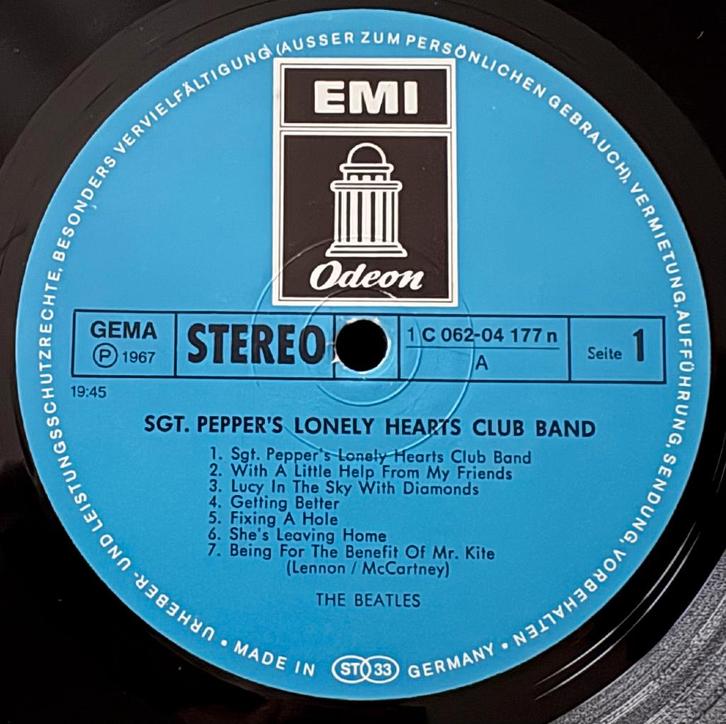 URHEBER- UND LEISTUNGSSCHUTZRECHTE, BESONDERS VERVIELFÄLTIGUNG (AUSSER ZUM PERSÖNLICHEN GEBRAUCH), VERMIETUNG, AUFFÜHRUNG, SENDUNG, VORBEHALTEN •
EMI
Odeon
GEMA
Ⓟ 1967
STEREO
1 C 062-04 177 n
A
Seite 1
19:45
SGT. PEPPER'S LONELY HEARTS CLUB BAND
1. Sgt. Pepper's Lonely Hearts Club Band
2. With A Little Help From My Friends
3. Lucy In The Sky With Diamonds
4. Getting Better
5. Fixing A Hole
6. She's Leaving Home
7. Being For The Benefit Of Mr. Kite
(Lennon / McCartney)
THE BEATLES
• MADE IN ST 33 GERMANY •